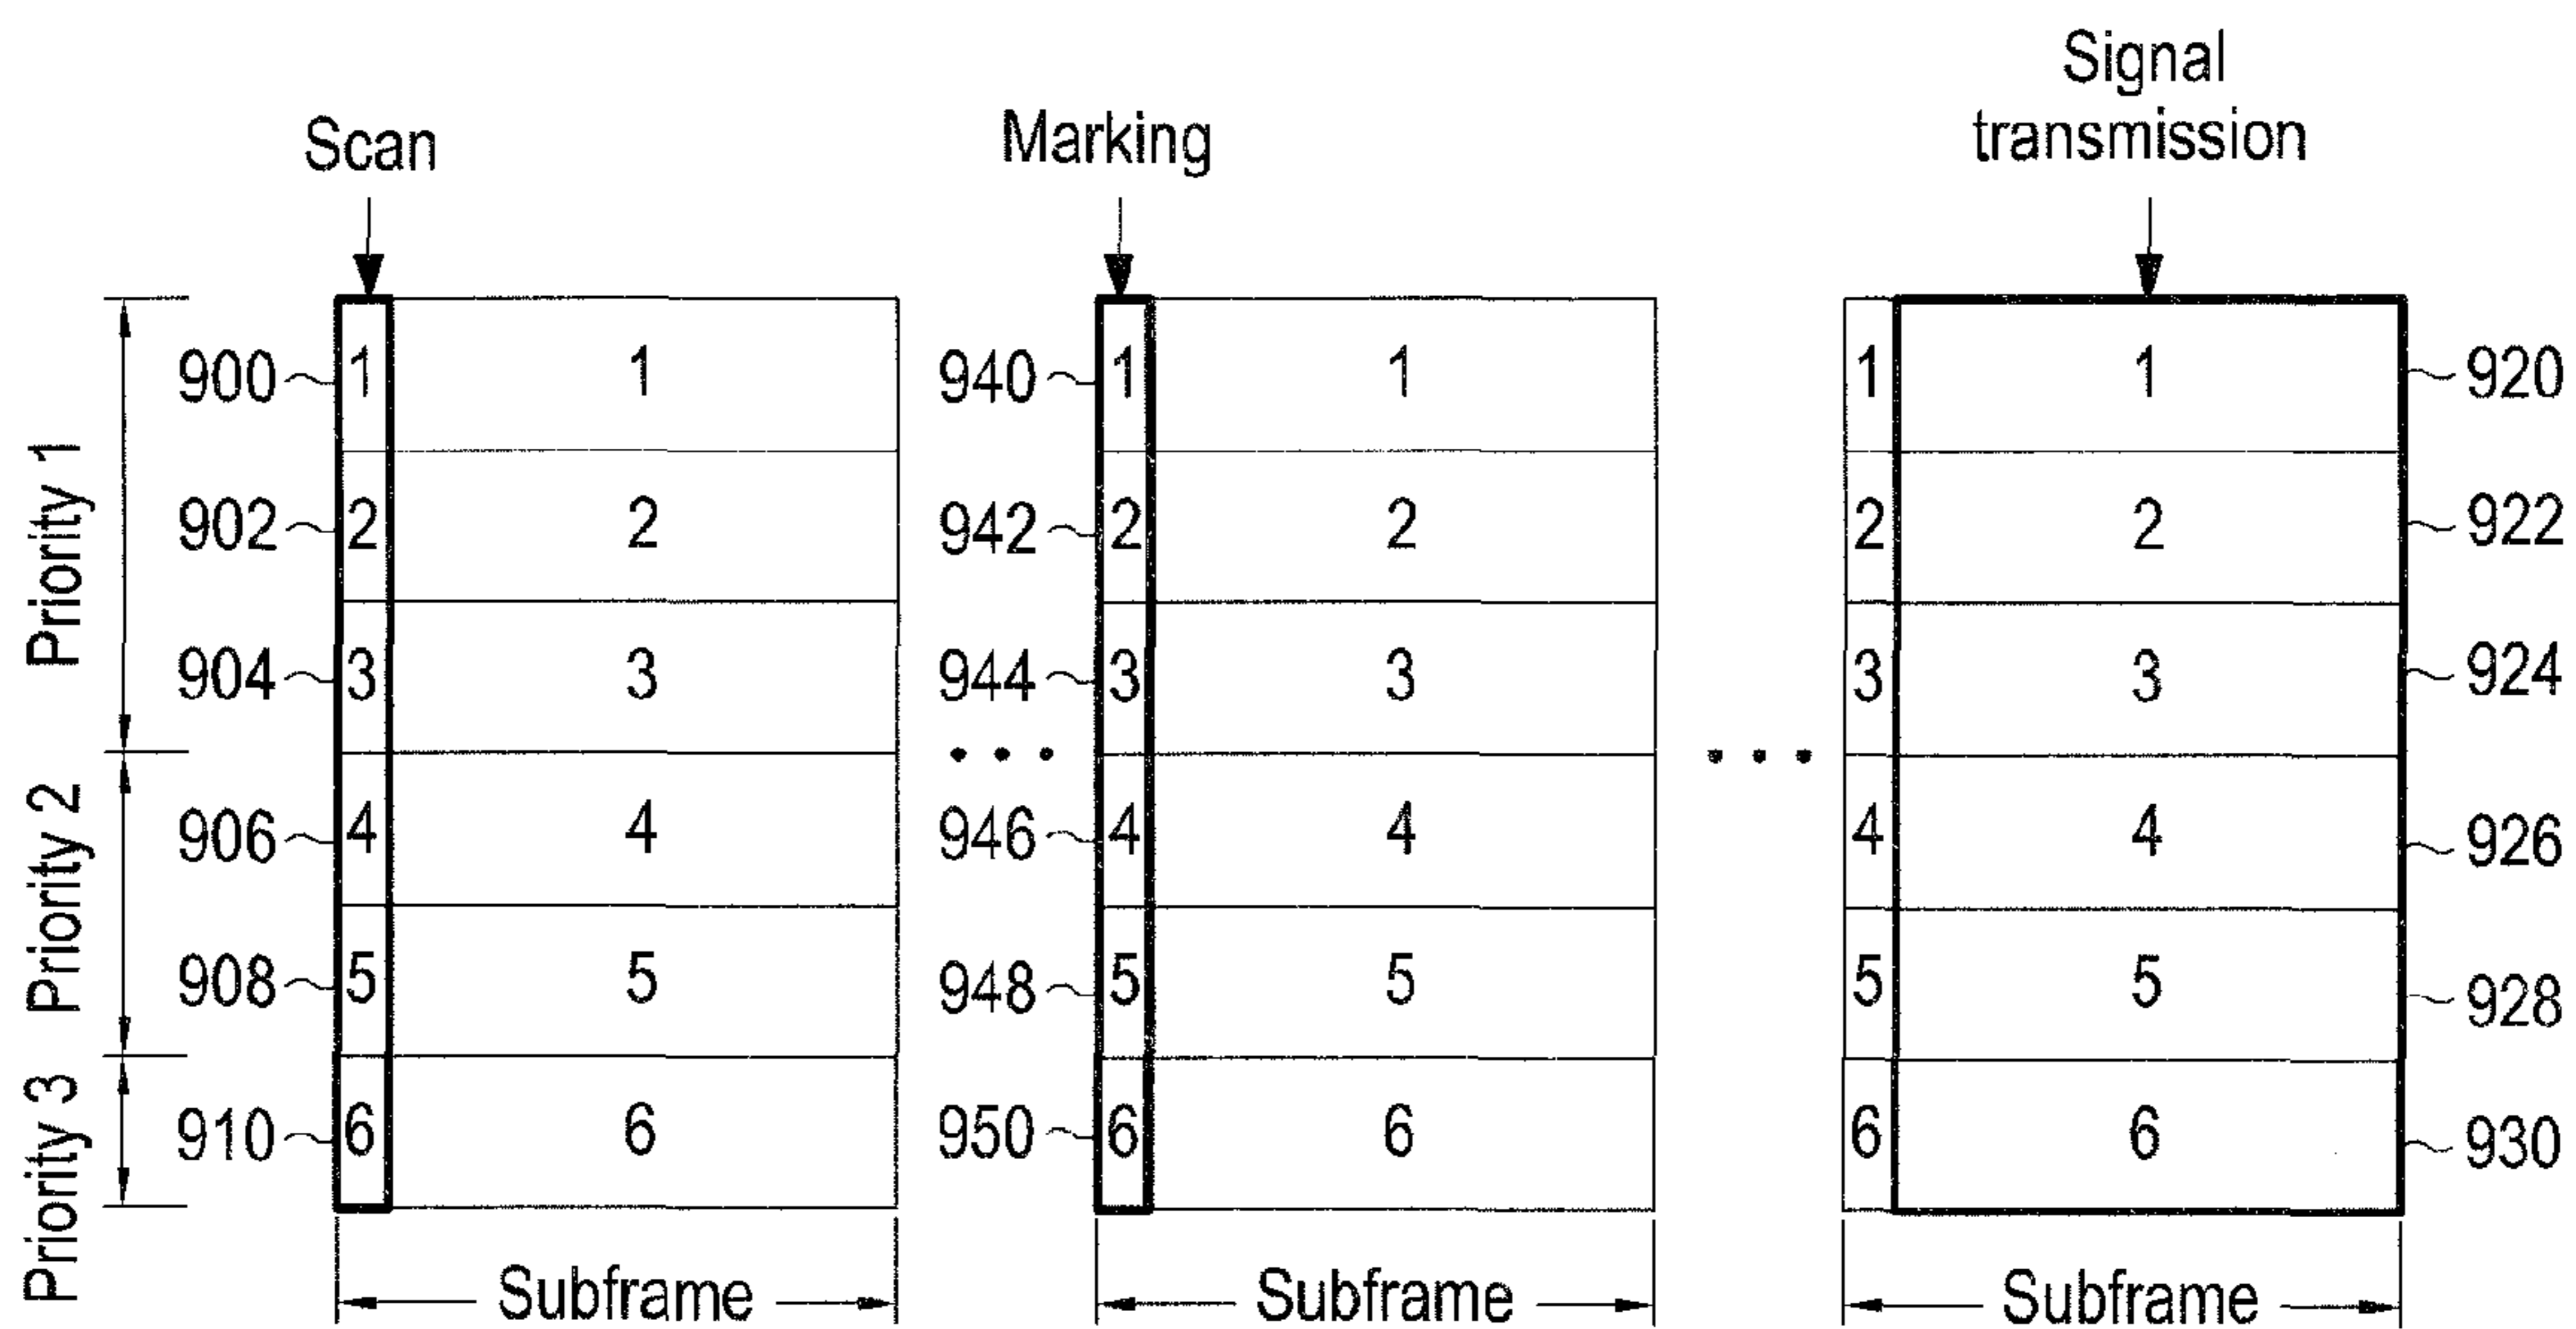 Signal
transmission
Scan
Marking
Priority 1
Priority 2
Priority 3
900 1 1 940 1 1 1 1 920
902 2 2 942 2 2 2 2 922
904 3 3 944 3 3 3 3 924
906 4 4 946 4 4 4 4 926
908 5 5 948 5 5 5 5 928
910 6 6 950 6 6 6 6 930
Subframe Subframe Subframe